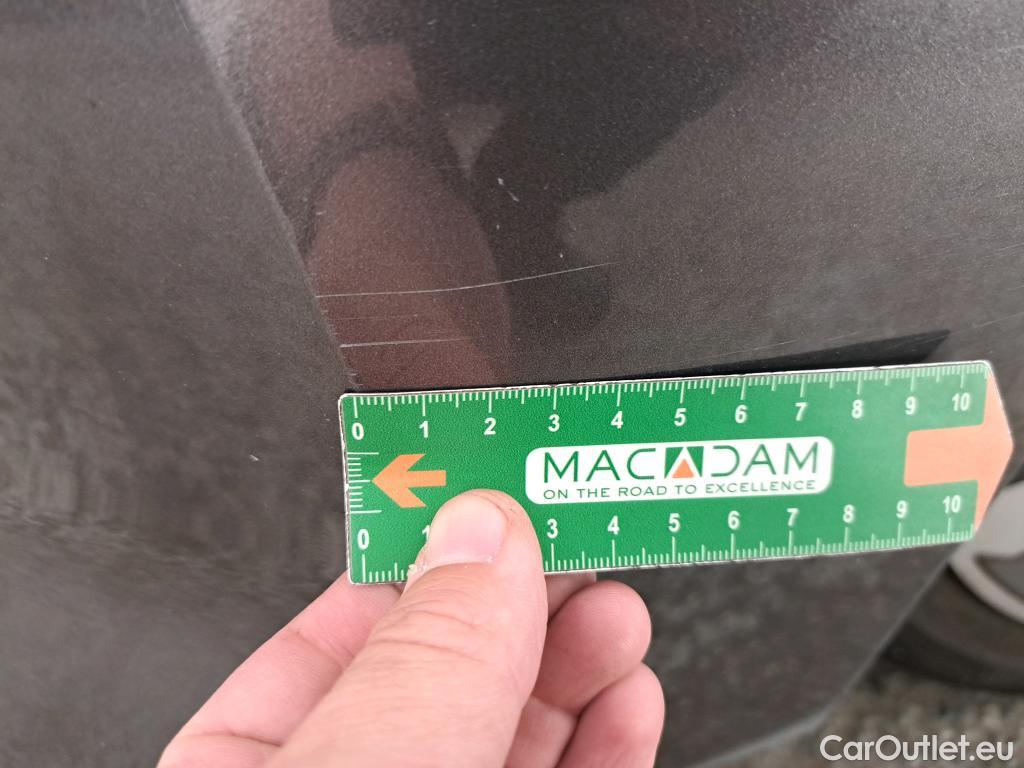 0 1 2 3 4 5 6 7 8 9 10
MACADAM
ON THE ROAD TO EXCELLENCE
0 1 3 4 5 6 7 8 9 10
CarOutlet.eu